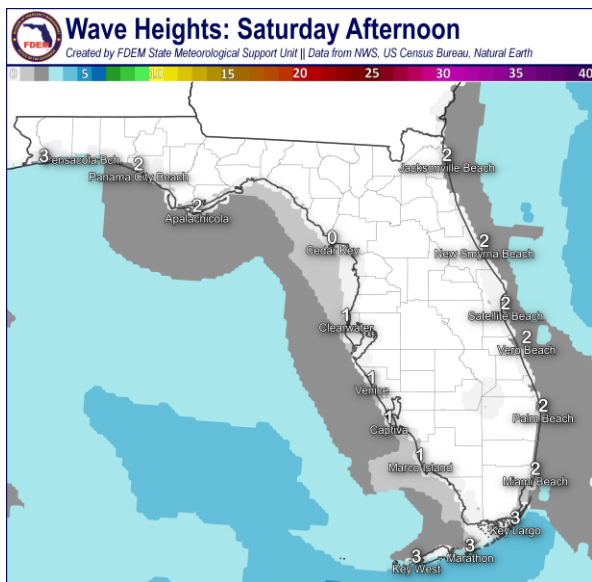 Wave Heights: Saturday Afternoon
FDEM
Created by FDEM State Meteorological Support Unit || Data from NWS, US Census Bureau, Natural Earth
0 5 10 15 20 25 30 35 40
3
Pensacola Bch
2
Panama City Beach
2
Jacksonville Beach
2
Apalachicola
0
Cedar Key
2
New Smyrna Beach
1
Clearwater
2
Satellite Beach
2
Vero Beach
1
Venice
1
Captiva
2
Palm Beach
1
Marco Island
2
Miami Beach
3
Key Largo
3
Marathon
3
Key West